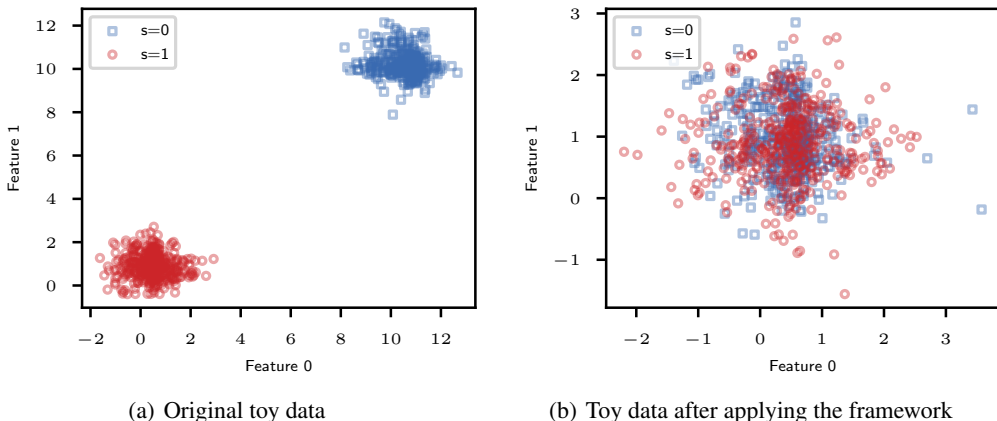 12
10
8
6
4
2
0
Feature 1
s=0
s=1
−2 0 2 4 6 8 10 12
Feature 0
(a) Original toy data
3
2
1
0
−1
Feature 1
s=0
s=1
−2 −1 0 1 2 3
Feature 0
(b) Toy data after applying the framework